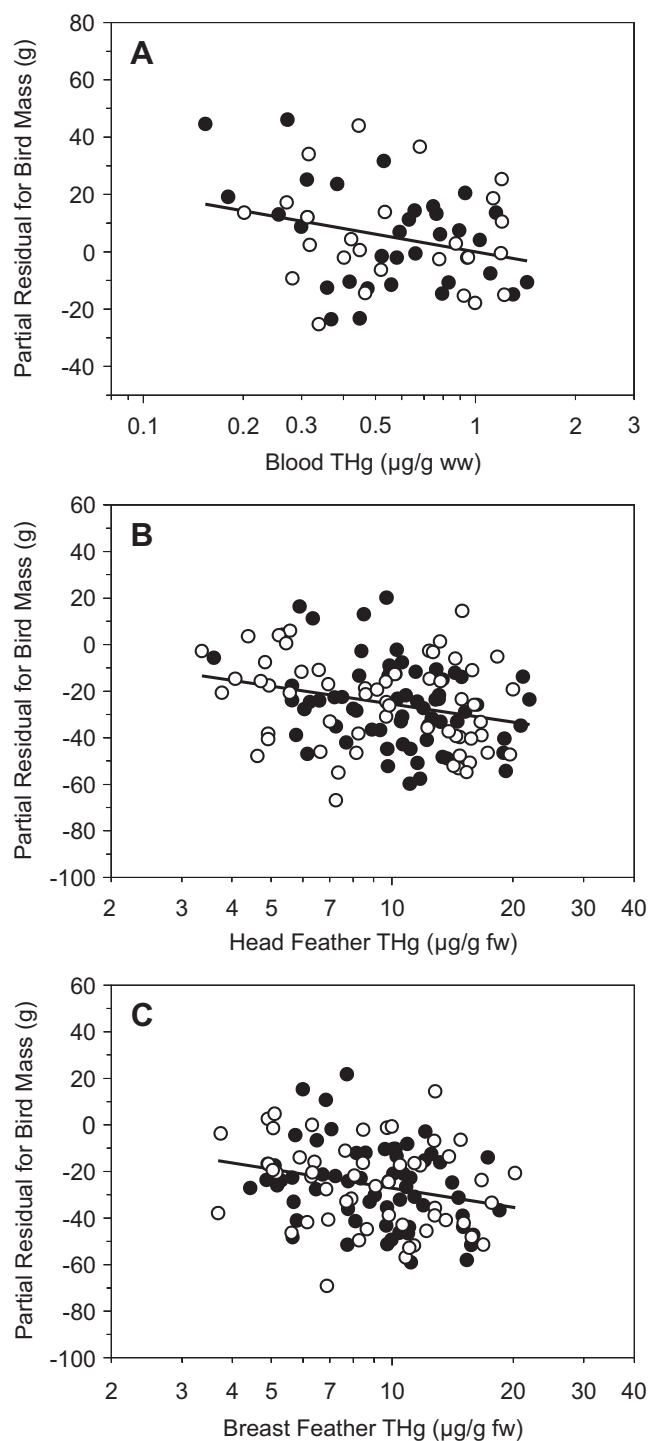 A
Partial Residual for Bird Mass (g)
80
60
40
20
0
-20
-40
0.1 0.2 0.3 0.5 1 2 3
Blood THg (µg/g ww)
B
Partial Residual for Bird Mass (g)
60
40
20
0
-20
-40
-60
-80
-100
2 3 4 5 7 10 20 40
Head Feather THg (µg/g fw)
C
Partial Residual for Bird Mass (g)
60
40
20
0
-20
-40
-60
-80
-100
2 3 4 5 7 10 20 40
Breast Feather THg (µg/g fw)